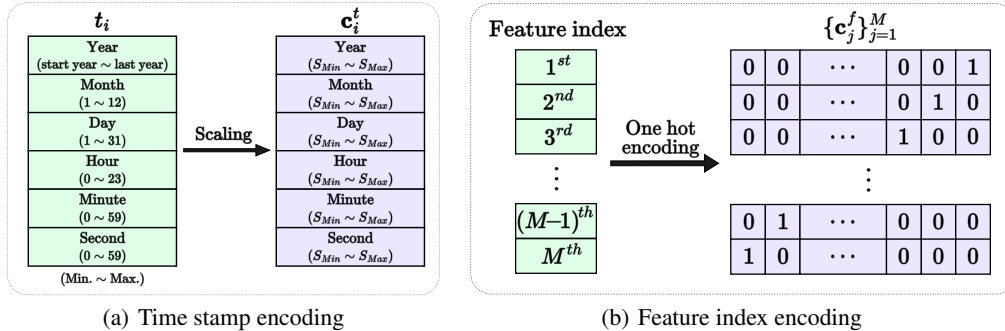 t_i
c_i^t
Year
(start year ~ last year)
Month
(1 ~ 12)
Day
(1 ~ 31)
Hour
(0 ~ 23)
Minute
(0 ~ 59)
Second
(0 ~ 59)
(Min. ~ Max.)
Scaling
Year
(S_Min ~ S_Max)
Month
(S_Min ~ S_Max)
Day
(S_Min ~ S_Max)
Hour
(S_Min ~ S_Max)
Minute
(S_Min ~ S_Max)
Second
(S_Min ~ S_Max)
(a) Time stamp encoding
Feature index
1^st
2^nd
3^rd
⋮
(M−1)^th
M^th
One hot
encoding
{c_j^f}_{j=1}^M
0 0 ⋯ 0 0 1
0 0 ⋯ 0 1 0
0 0 ⋯ 1 0 0
⋮
0 1 ⋯ 0 0 0
1 0 ⋯ 0 0 0
(b) Feature index encoding